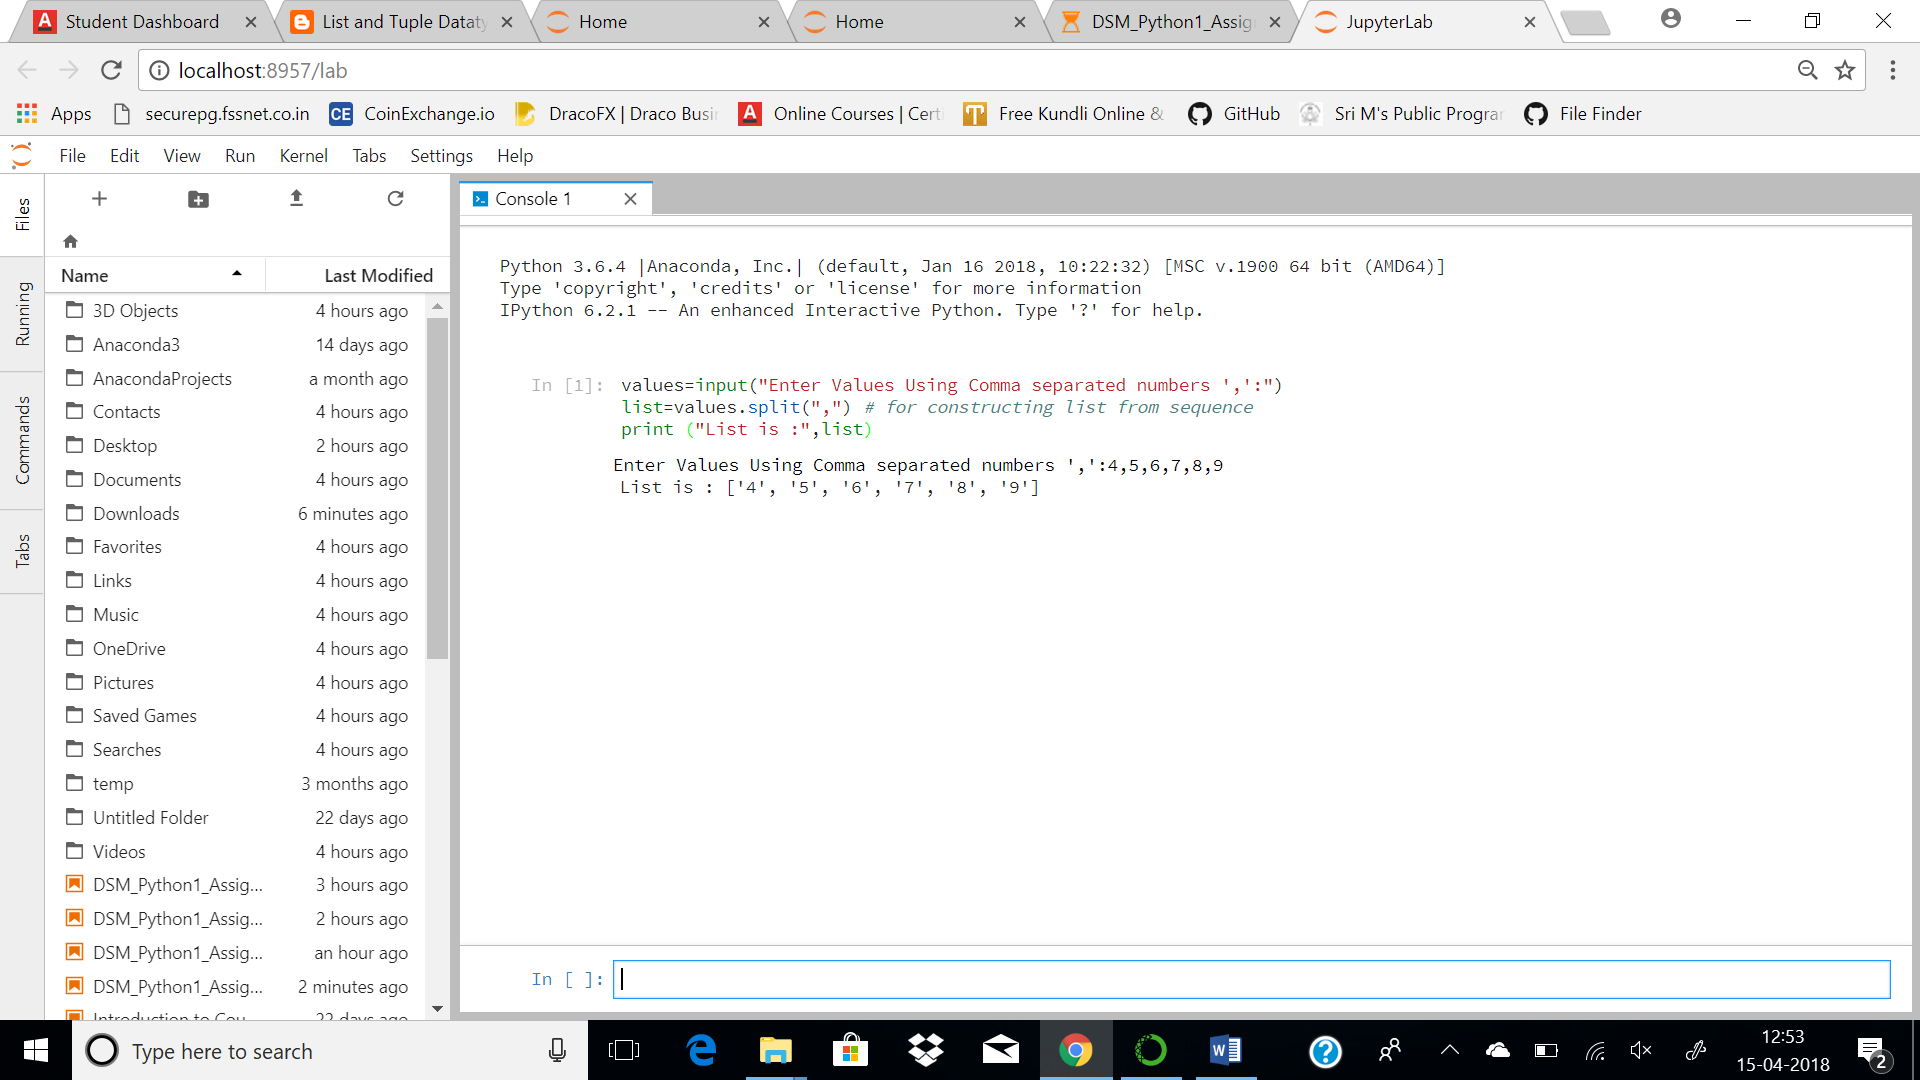 Student Dashboard
List and Tuple Dataty
Home
Home
DSM_Python1_Assig
JupyterLab
localhost:8957/lab
Apps
securepg.fssnet.co.in
CE CoinExchange.io
DracoFX | Draco Busi
A Online Courses | Cert
Free Kundli Online &
GitHub
Sri M's Public Program
File Finder
File Edit View Run Kernel Tabs Settings Help
Files
Running
Commands
Tabs
Name Last Modified
3D Objects 4 hours ago
Anaconda3 14 days ago
AnacondaProjects a month ago
Contacts 4 hours ago
Desktop 2 hours ago
Documents 4 hours ago
Downloads 6 minutes ago
Favorites 4 hours ago
Links 4 hours ago
Music 4 hours ago
OneDrive 4 hours ago
Pictures 4 hours ago
Saved Games 4 hours ago
Searches 4 hours ago
temp 3 months ago
Untitled Folder 22 days ago
Videos 4 hours ago
DSM_Python1_Assig... 3 hours ago
DSM_Python1_Assig... 2 hours ago
DSM_Python1_Assig... an hour ago
DSM_Python1_Assig... 2 minutes ago
Introduction to Cou... 22 days ago
Console 1
Python 3.6.4 |Anaconda, Inc.| (default, Jan 16 2018, 10:22:32) [MSC v.1900 64 bit (AMD64)]
Type 'copyright', 'credits' or 'license' for more information
IPython 6.2.1 -- An enhanced Interactive Python. Type '?' for help.
In [1]: values=input("Enter Values Using Comma separated numbers ',':")
list=values.split(",") # for constructing list from sequence
print ("List is :",list)
Enter Values Using Comma separated numbers ',':4,5,6,7,8,9
List is : ['4', '5', '6', '7', '8', '9']
In [ ]:
Type here to search
12:53
15-04-2018
2